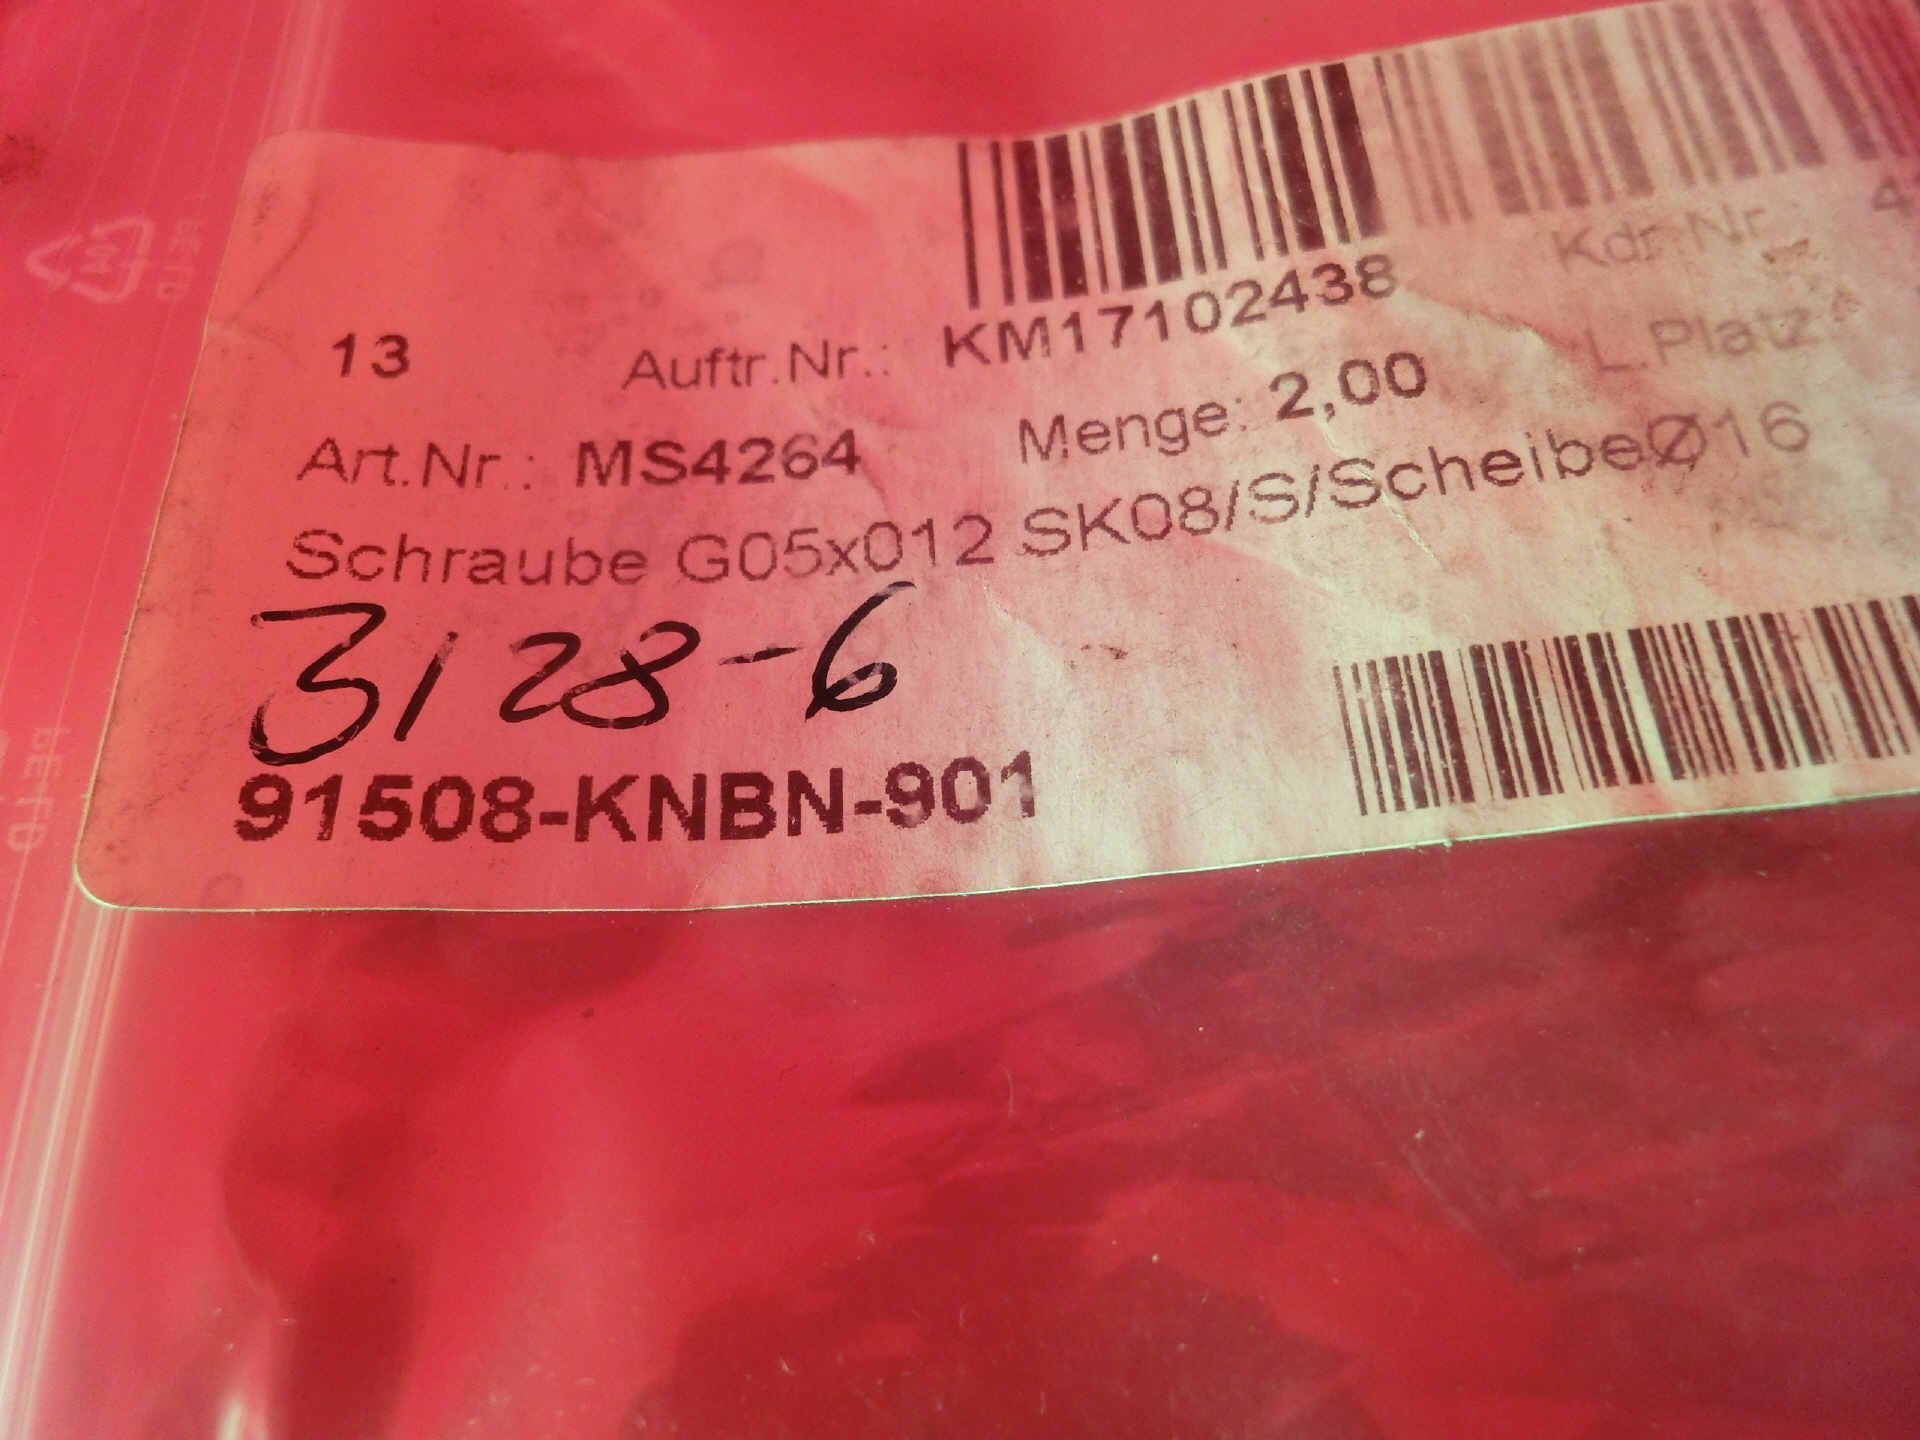 13 Auftr.Nr.: KM17102438 Kdr.Nr.:
Art.Nr.: MS4264 Menge: 2,00 L.Platz:
Schraube G05x012 SK08/S/ScheibeØ16
3128-6
91508-KNBN-901